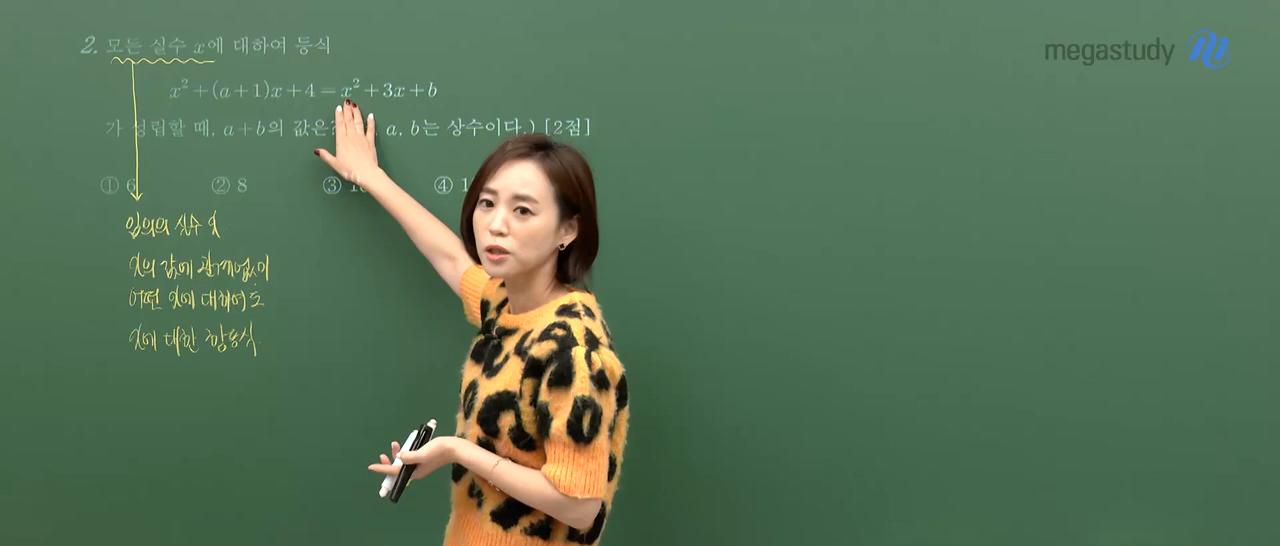 megastudy
2. 모든 실수 x에 대하여 등식
x²+(a+1)x+4=x²+3x+b
가 성립할 때, a+b의 값은? a, b는 상수이다.) [2점]
① 6 ② 8 ③ ④
임의의 실수 x
x의 값에 관계없이
어떤 x에 대하여도
x에 대한 항등식